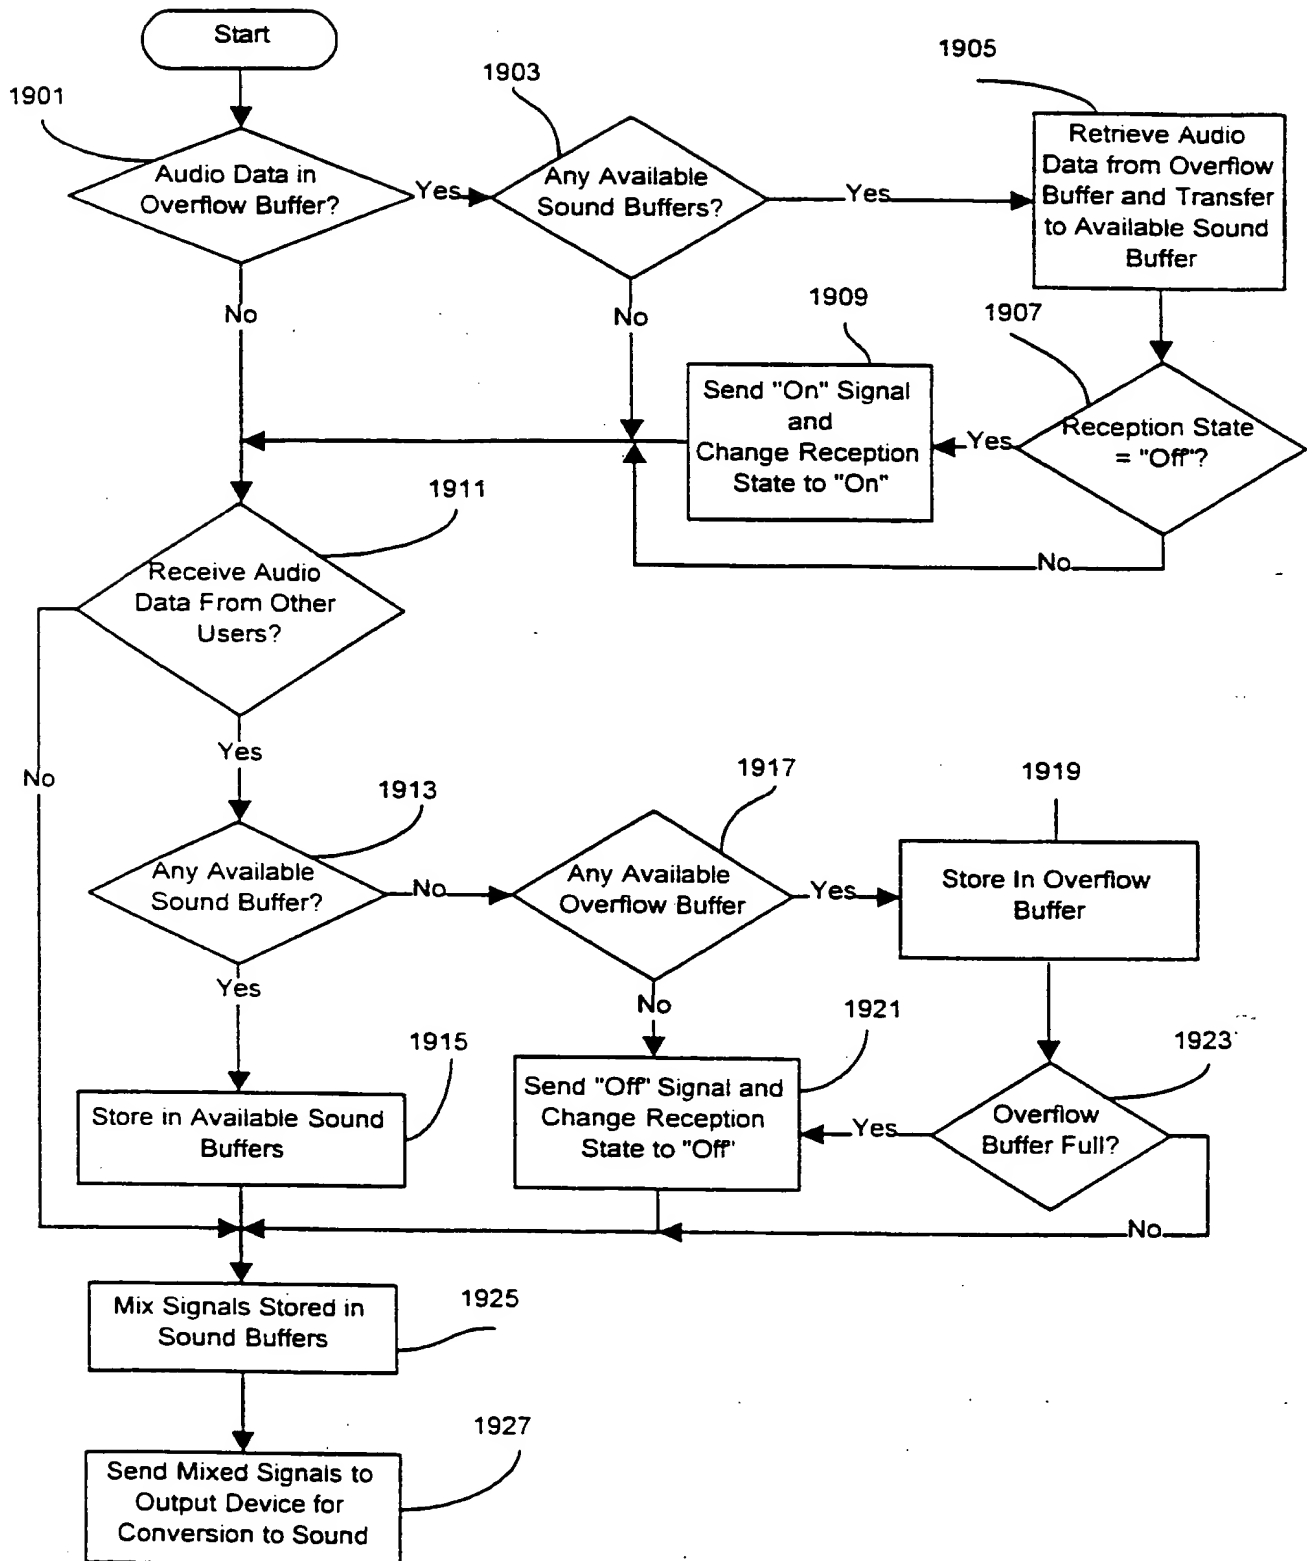 Start
1901
1903
1905
Audio Data in
Overflow Buffer?
Yes
Any Available
Sound Buffers?
Yes
Retrieve Audio
Data from Overflow
Buffer and Transfer
to Available Sound
Buffer
No
No
1909
1907
Send "On" Signal
and
Change Reception
State to "On"
Yes
Reception State
= "Off"?
No
1911
Receive Audio
Data From Other
Users?
No
Yes
1913
Any Available
Sound Buffer?
No
1917
Any Available
Overflow Buffer
Yes
1919
Store In Overflow
Buffer
Yes
No
1915
Store in Available Sound
Buffers
1921
Send "Off" Signal and
Change Reception
State to "Off"
Yes
1923
Overflow
Buffer Full?
No
1925
Mix Signals Stored in
Sound Buffers
1927
Send Mixed Signals to
Output Device for
Conversion to Sound